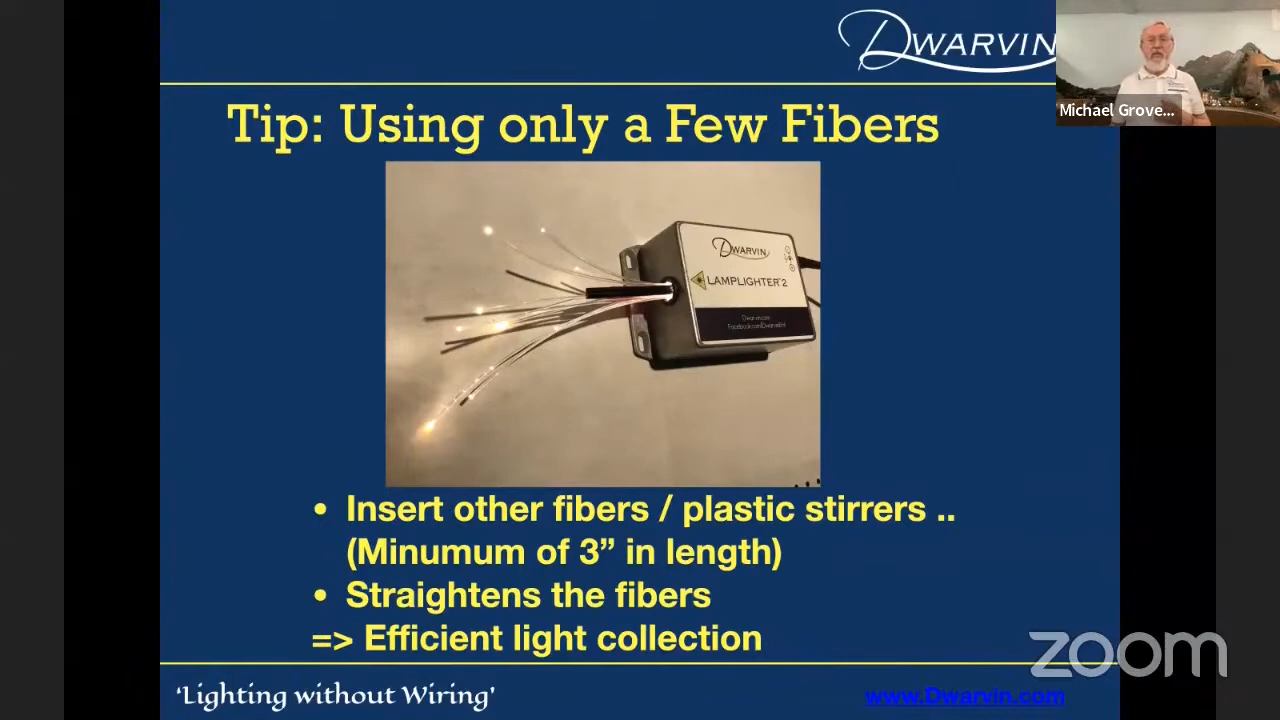 DWARVIN
Michael Grove...
Tip: Using only a Few Fibers
DWARVIN
LAMPLIGHTER 2
• Insert other fibers / plastic stirrers ..
(Minumum of 3” in length)
• Straightens the fibers
=> Efficient light collection
zoom
‘Lighting without Wiring’
www.Dwarvin.com